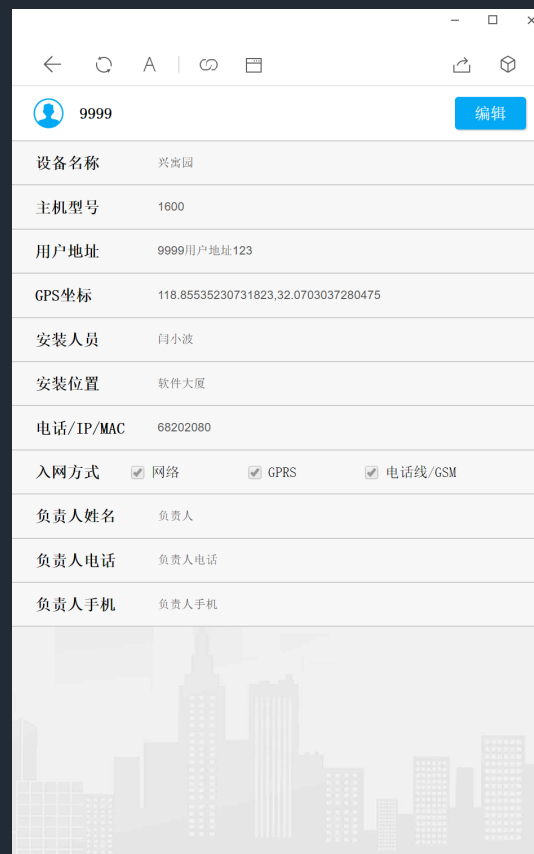 9999 编辑
设备名称 兴寓园
主机型号 1600
用户地址 9999用户地址123
GPS坐标 118.85535230731823,32.0703037280475
安装人员 闫小波
安装位置 软件大厦
电话/IP/MAC 68202080
入网方式 网络 GPRS 电话线/GSM
负责人姓名 负责人
负责人电话 负责人电话
负责人手机 负责人手机